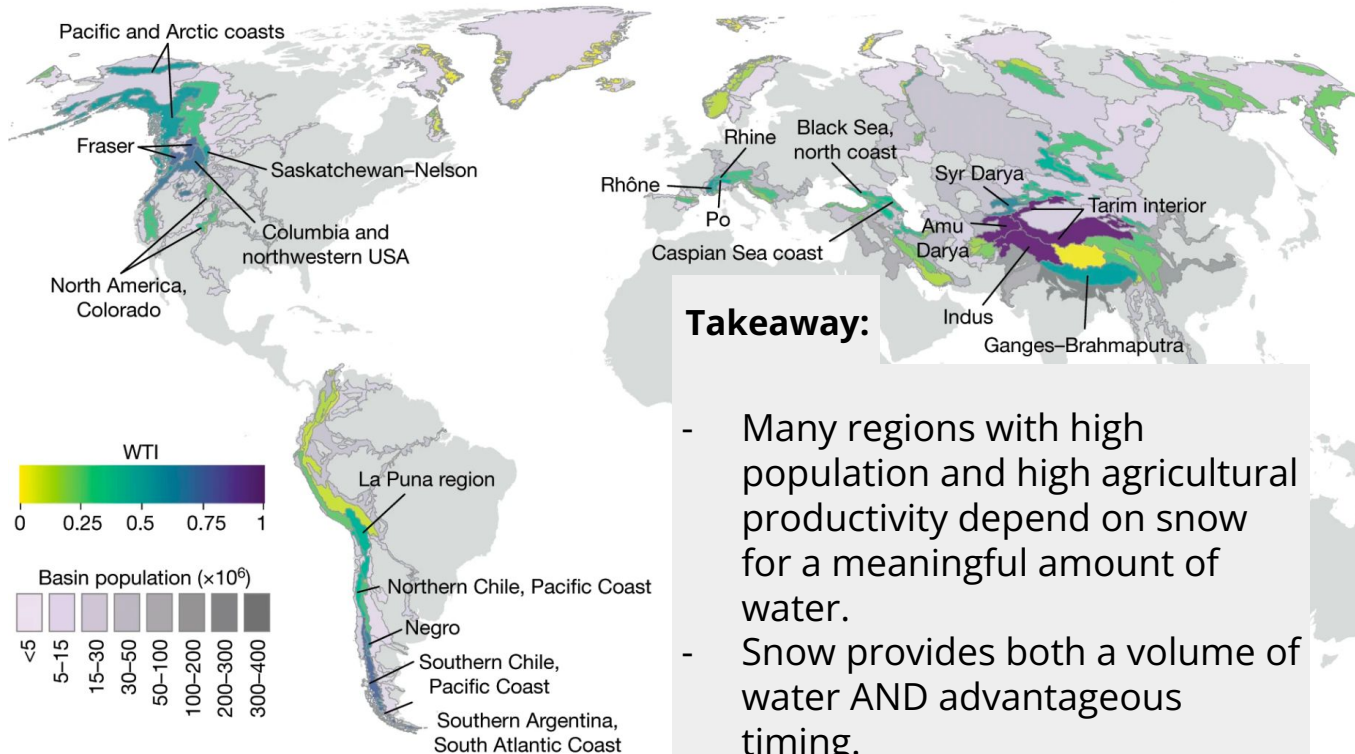 Pacific and Arctic coasts
Fraser
Saskatchewan–Nelson
Columbia and
northwestern USA
North America,
Colorado
Rhône
Rhine
Po
Black Sea,
north coast
Caspian Sea coast
Syr Darya
Amu
Darya
Tarim interior
Indus
Ganges–Brahmaputra
La Puna region
Northern Chile, Pacific Coast
Negro
Southern Chile,
Pacific Coast
Southern Argentina,
South Atlantic Coast
WTI
0 0.25 0.5 0.75 1
Basin population (×10⁶)
<5
5–15
15–30
30–50
50–100
100–200
200–300
300–400
Takeaway:
- Many regions with high
population and high agricultural
productivity depend on snow
for a meaningful amount of
water.
- Snow provides both a volume of
water AND advantageous
timing.